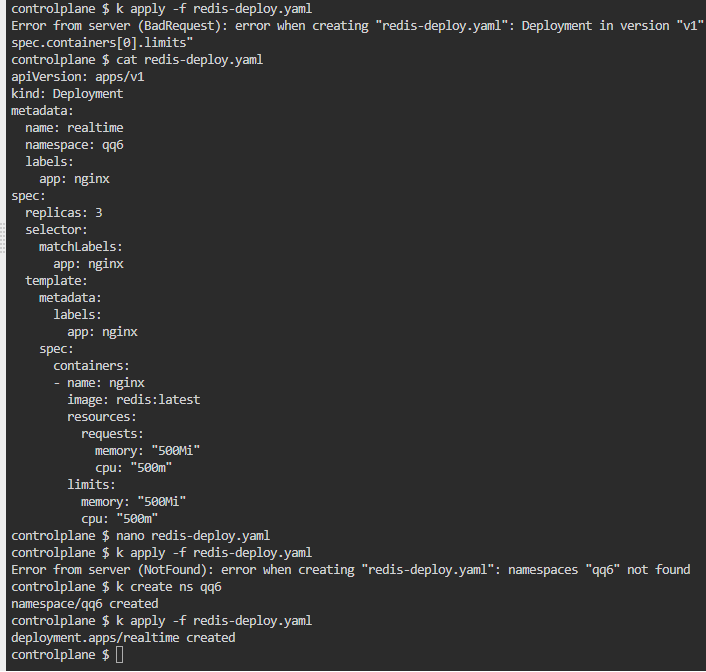 controlplane $ k apply -f redis-deploy.yaml
Error from server (BadRequest): error when creating "redis-deploy.yaml": Deployment in version "v1"
spec.containers[0].limits"
controlplane $ cat redis-deploy.yaml
apiVersion: apps/v1
kind: Deployment
metadata:
  name: realtime
  namespace: qq6
  labels:
    app: nginx
spec:
  replicas: 3
  selector:
    matchLabels:
      app: nginx
  template:
    metadata:
      labels:
        app: nginx
    spec:
      containers:
      - name: nginx
        image: redis:latest
        resources:
          requests:
            memory: "500Mi"
            cpu: "500m"
        limits:
          memory: "500Mi"
          cpu: "500m"
controlplane $ nano redis-deploy.yaml
controlplane $ k apply -f redis-deploy.yaml
Error from server (NotFound): error when creating "redis-deploy.yaml": namespaces "qq6" not found
controlplane $ k create ns qq6
namespace/qq6 created
controlplane $ k apply -f redis-deploy.yaml
deployment.apps/realtime created
controlplane $